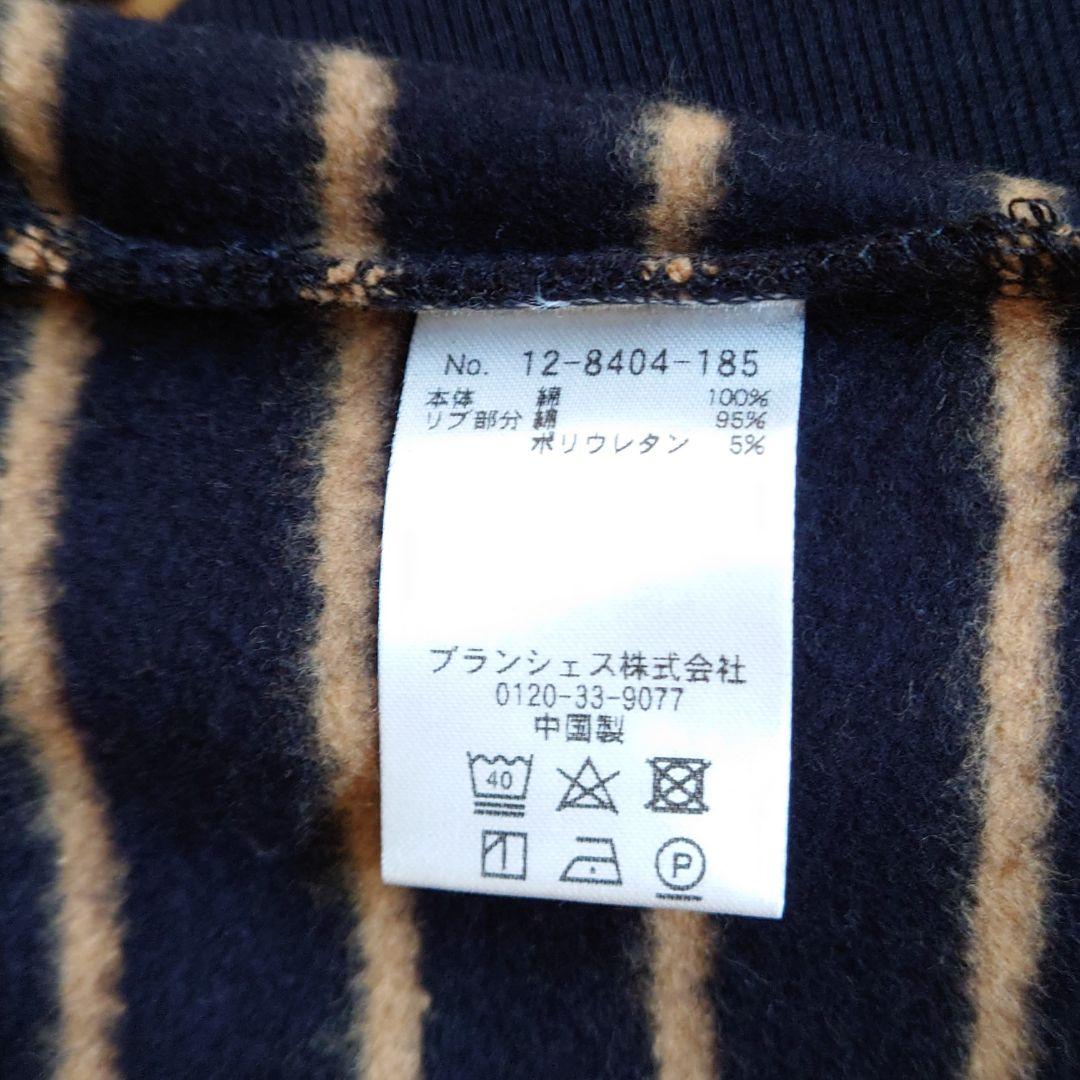 No. 12-8404-185
本体 綿 100%
リブ部分 綿 95%
ポリウレタン 5%
ブランシェス株式会社
0120-33-9077
中国製
40
P